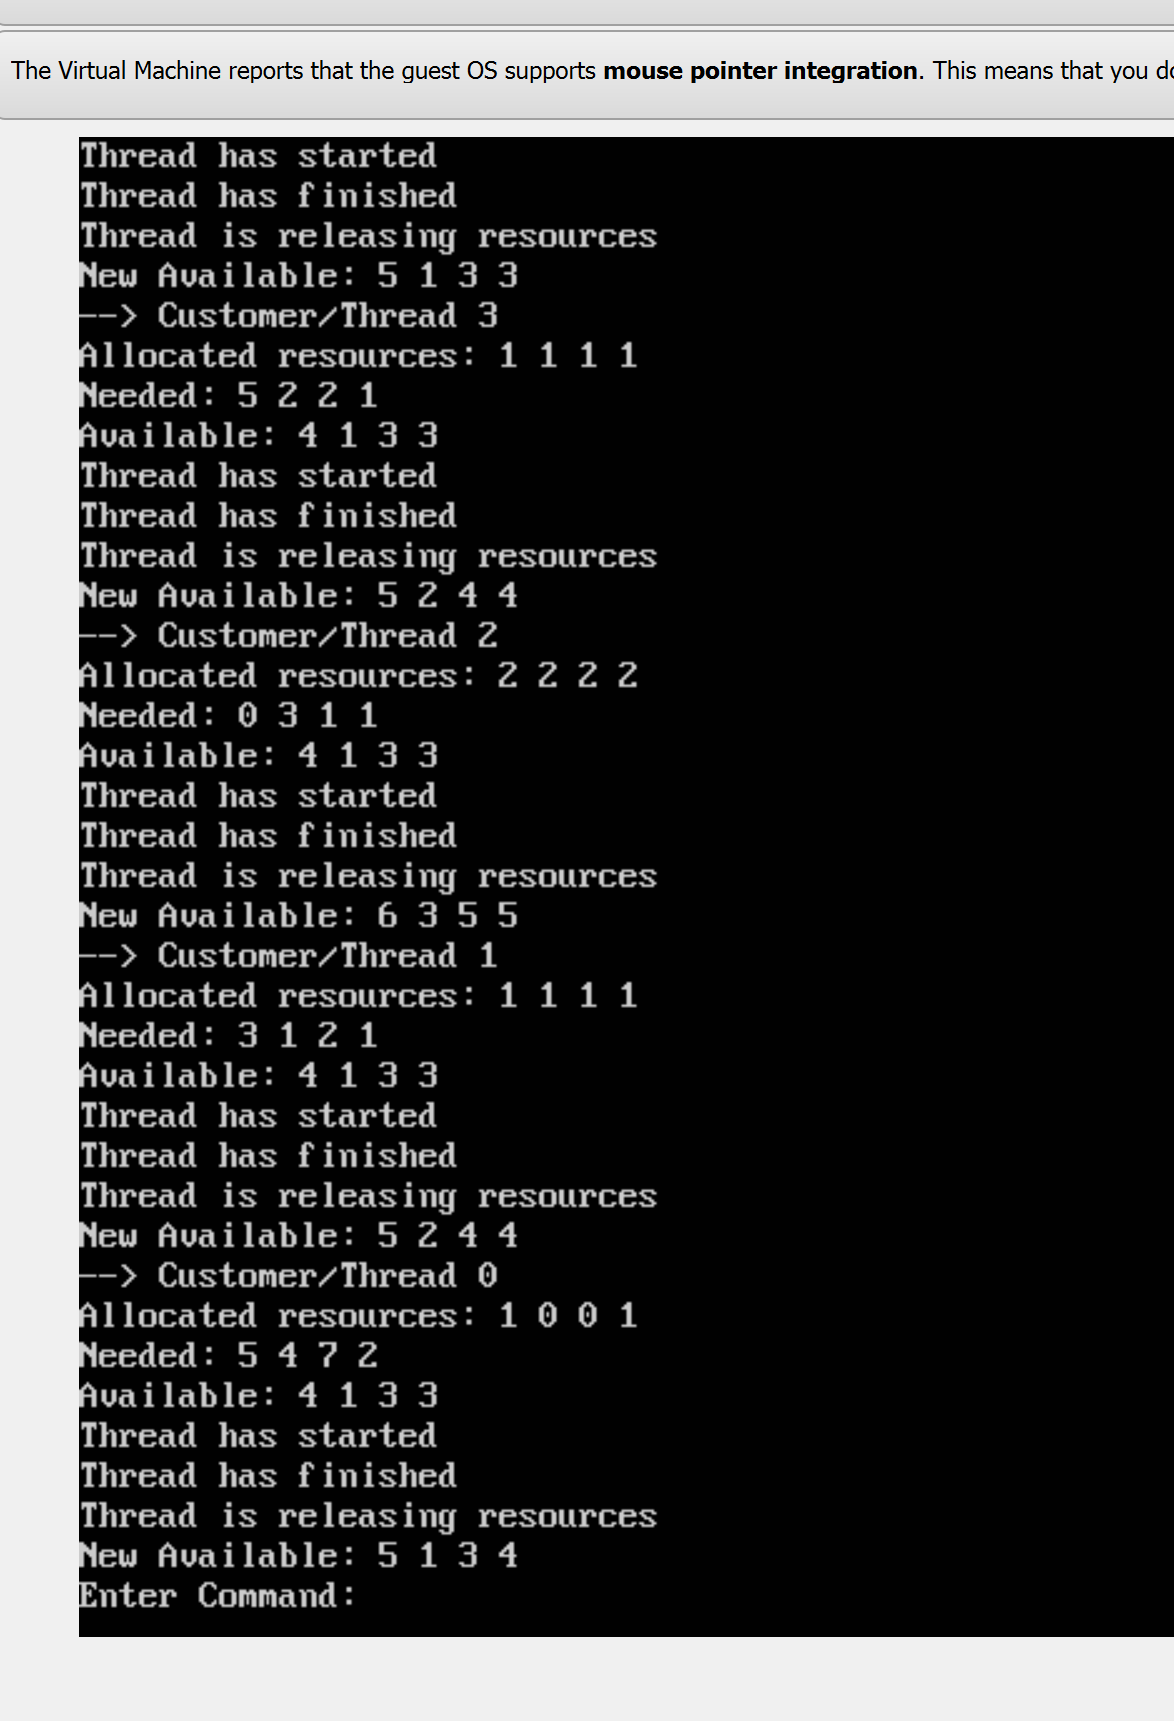 The Virtual Machine reports that the guest OS supports mouse pointer integration. This means that you do
Thread has started
Thread has finished
Thread is releasing resources
New Available: 5 1 3 3
--> Customer/Thread 3
Allocated resources: 1 1 1 1
Needed: 5 2 2 1
Available: 4 1 3 3
Thread has started
Thread has finished
Thread is releasing resources
New Available: 5 2 4 4
--> Customer/Thread 2
Allocated resources: 2 2 2 2
Needed: 0 3 1 1
Available: 4 1 3 3
Thread has started
Thread has finished
Thread is releasing resources
New Available: 6 3 5 5
--> Customer/Thread 1
Allocated resources: 1 1 1 1
Needed: 3 1 2 1
Available: 4 1 3 3
Thread has started
Thread has finished
Thread is releasing resources
New Available: 5 2 4 4
--> Customer/Thread 0
Allocated resources: 1 0 0 1
Needed: 5 4 7 2
Available: 4 1 3 3
Thread has started
Thread has finished
Thread is releasing resources
New Available: 5 1 3 4
Enter Command: